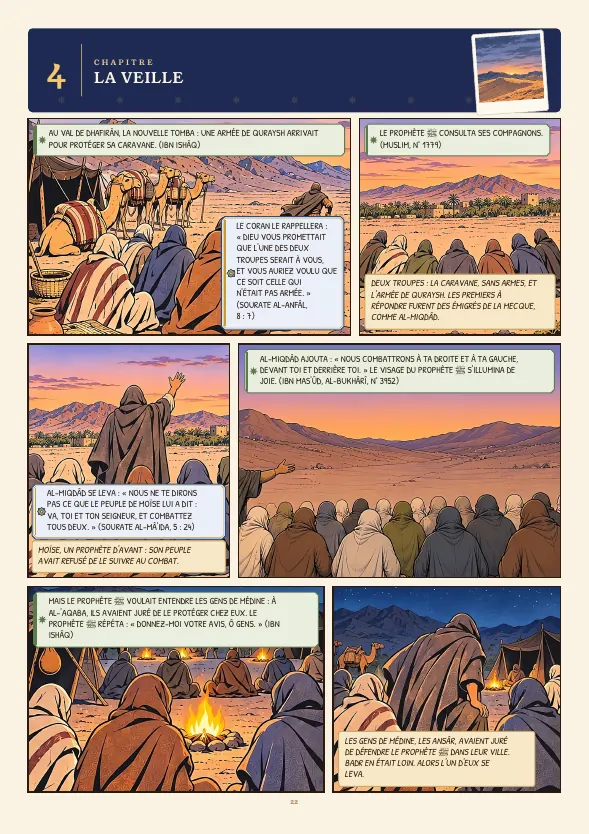 4
CHAPITRE
LA VEILLE
AU VAL DE DHAFIRÂN, LA NOUVELLE TOMBA : UNE ARMÉE DE QURAYSH ARRIVAIT
POUR PROTÉGER SA CARAVANE. (IBN ISHÂQ)
LE CORAN LE RAPPELLERA :
« DIEU VOUS PROMETTAIT
QUE L'UNE DES DEUX
TROUPES SERAIT À VOUS,
ET VOUS AURIEZ VOULU QUE
CE SOIT CELLE QUI
N'ÉTAIT PAS ARMÉE. »
(SOURATE AL-ANFÂL,
8 : 7)
LE PROPHÈTE ﷺ CONSULTA SES COMPAGNONS.
(MUSLIM, N° 1779)
DEUX TROUPES : LA CARAVANE, SANS ARMES, ET
L'ARMÉE DE QURAYSH. LES PREMIERS À
RÉPONDRE FURENT DES ÉMIGRÉS DE LA MECQUE,
COMME AL-MIQDÂD.
AL-MIQDÂD SE LEVA : « NOUS NE TE DIRONS
PAS CE QUE LE PEUPLE DE MOÏSE LUI A DIT :
VA, TOI ET TON SEIGNEUR, ET COMBATTEZ
TOUS DEUX. » (SOURATE AL-MÂ'IDA, 5 : 24)
MOÏSE, UN PROPHÈTE D'AVANT : SON PEUPLE
AVAIT REFUSÉ DE LE SUIVRE AU COMBAT.
AL-MIQDÂD AJOUTA : « NOUS COMBATTRONS À TA DROITE ET À TA GAUCHE,
DEVANT TOI ET DERRIÈRE TOI. » LE VISAGE DU PROPHÈTE ﷺ S'ILLUMINA DE
JOIE. (IBN MAS'ÛD, AL-BUKHÂRÎ, N° 3952)
MAIS LE PROPHÈTE ﷺ VOULAIT ENTENDRE LES GENS DE MÉDINE : À
AL-'AQABA, ILS AVAIENT JURÉ DE LE PROTÉGER CHEZ EUX. LE
PROPHÈTE ﷺ RÉPÉTA : « DONNEZ-MOI VOTRE AVIS, Ô GENS. » (IBN
ISHÂQ)
LES GENS DE MÉDINE, LES ANSÂR, AVAIENT JURÉ
DE DÉFENDRE LE PROPHÈTE ﷺ DANS LEUR VILLE.
BADR EN ÉTAIT LOIN. ALORS L'UN D'EUX SE
LEVA.
22